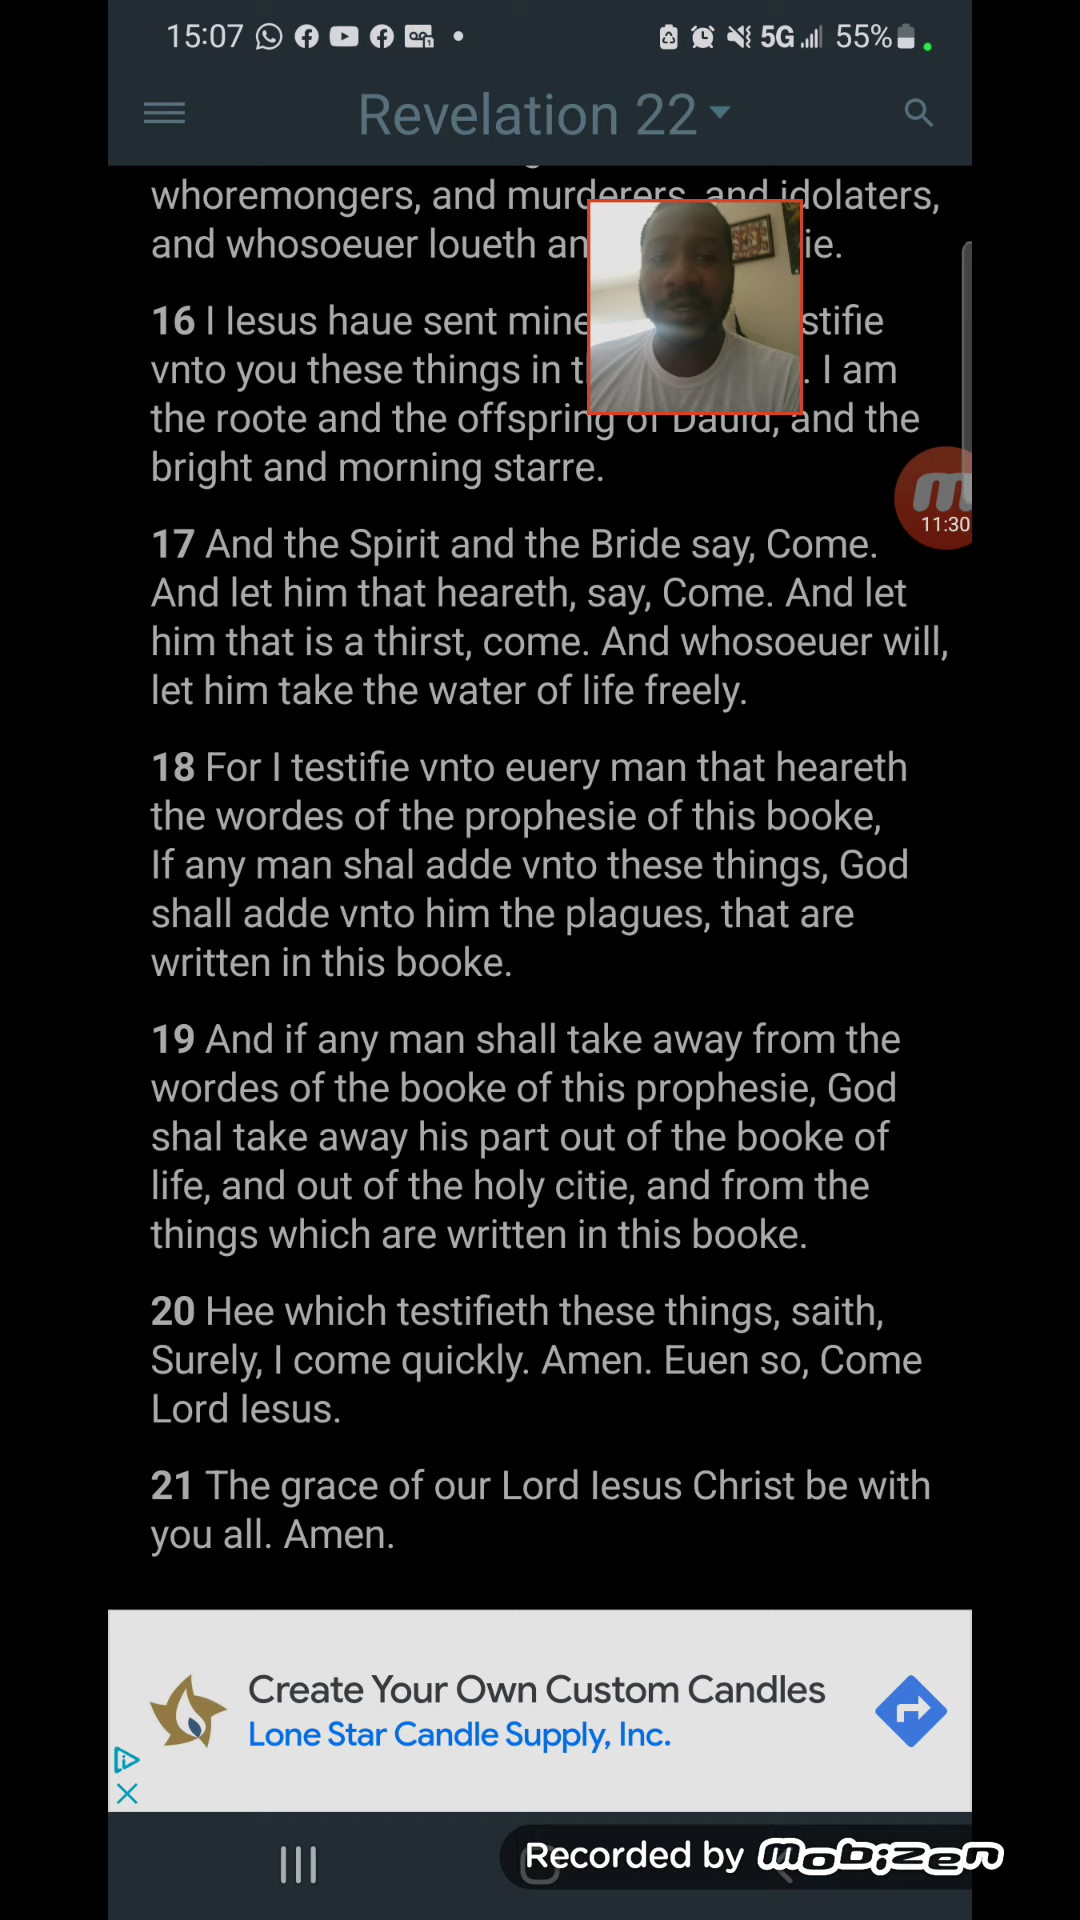 15:07
5G 55%
Revelation 22
whoremongers, and murderers, and idolaters,
and whosoeuer loueth an ie.
16 I Iesus haue sent mine stifie
vnto you these things in t . I am
the roote and the offspring of Dauid, and the
bright and morning starre.
11:30
17 And the Spirit and the Bride say, Come.
And let him that heareth, say, Come. And let
him that is a thirst, come. And whosoeuer will,
let him take the water of life freely.
18 For I testifie vnto euery man that heareth
the wordes of the prophesie of this booke,
If any man shal adde vnto these things, God
shall adde vnto him the plagues, that are
written in this booke.
19 And if any man shall take away from the
wordes of the booke of this prophesie, God
shal take away his part out of the booke of
life, and out of the holy citie, and from the
things which are written in this booke.
20 Hee which testifieth these things, saith,
Surely, I come quickly. Amen. Euen so, Come
Lord Iesus.
21 The grace of our Lord Iesus Christ be with
you all. Amen.
Create Your Own Custom Candles
Lone Star Candle Supply, Inc.
Recorded by mobizen